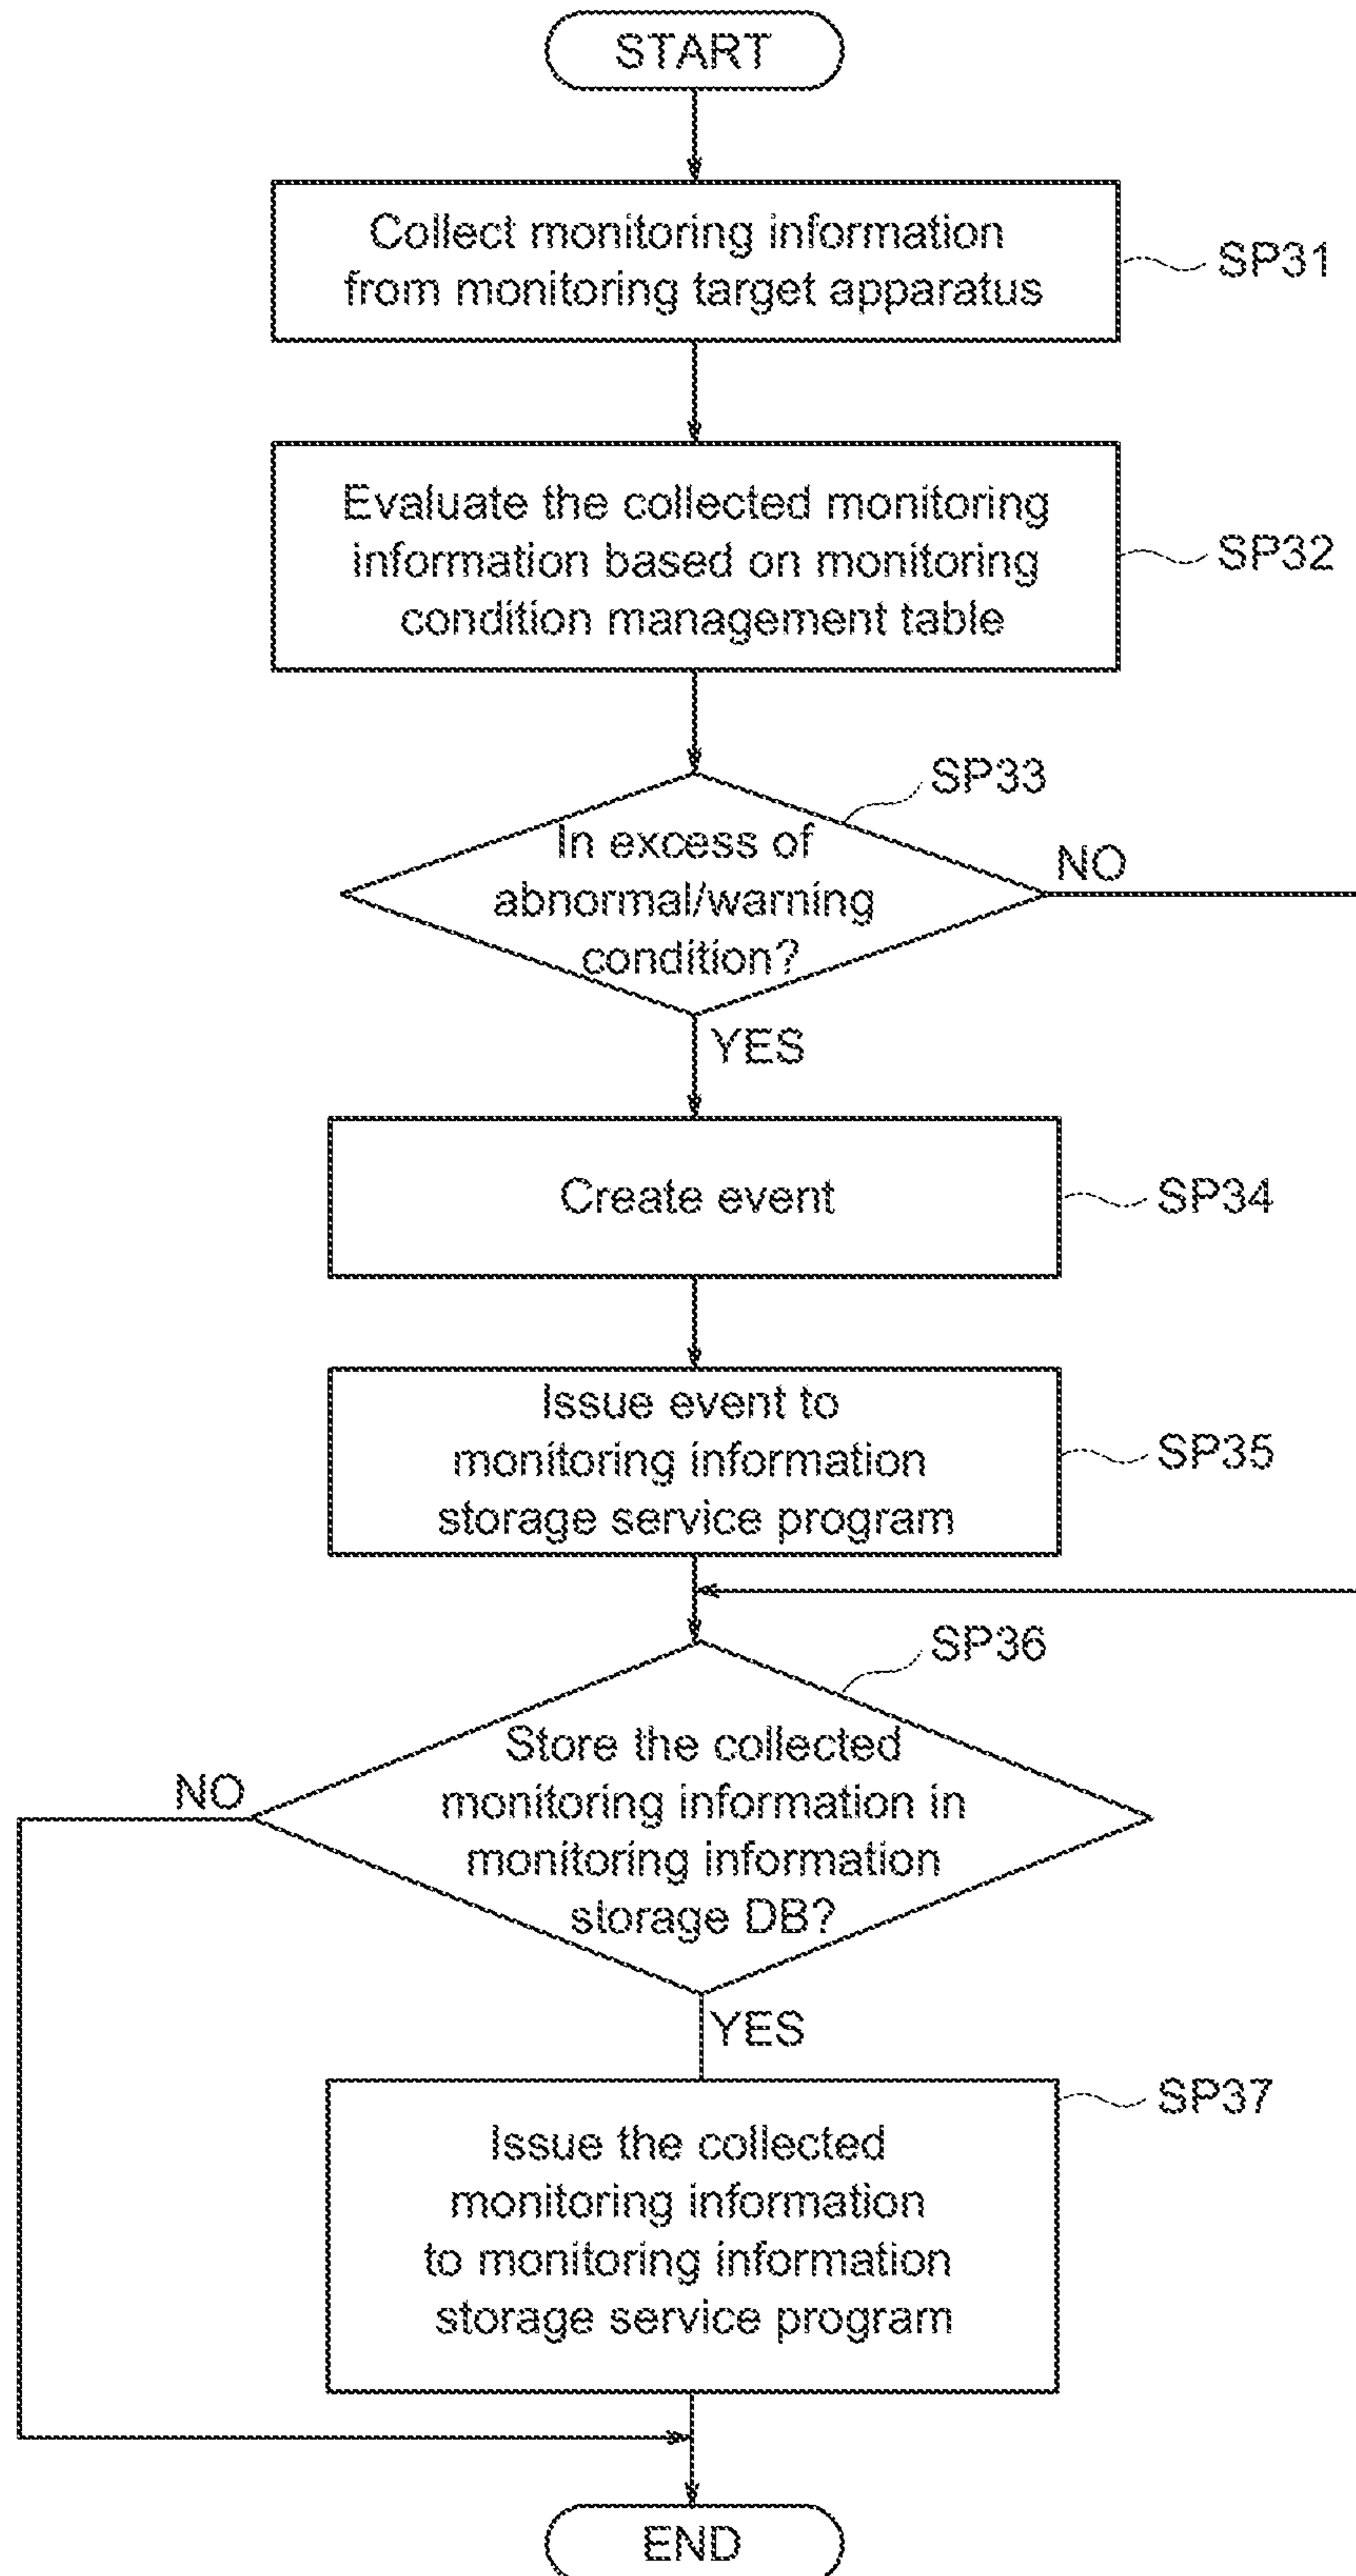 START
Collect monitoring information
from monitoring target apparatus
SP31
Evaluate the collected monitoring
information based on monitoring
condition management table
SP32
SP33
In excess of
abnormal/warning
condition?
NO
YES
Create event
SP34
Issue event to
monitoring information
storage service program
SP35
SP36
Store the collected
monitoring information in
monitoring information
storage DB?
NO
YES
SP37
Issue the collected
monitoring information
to monitoring information
storage service program
END